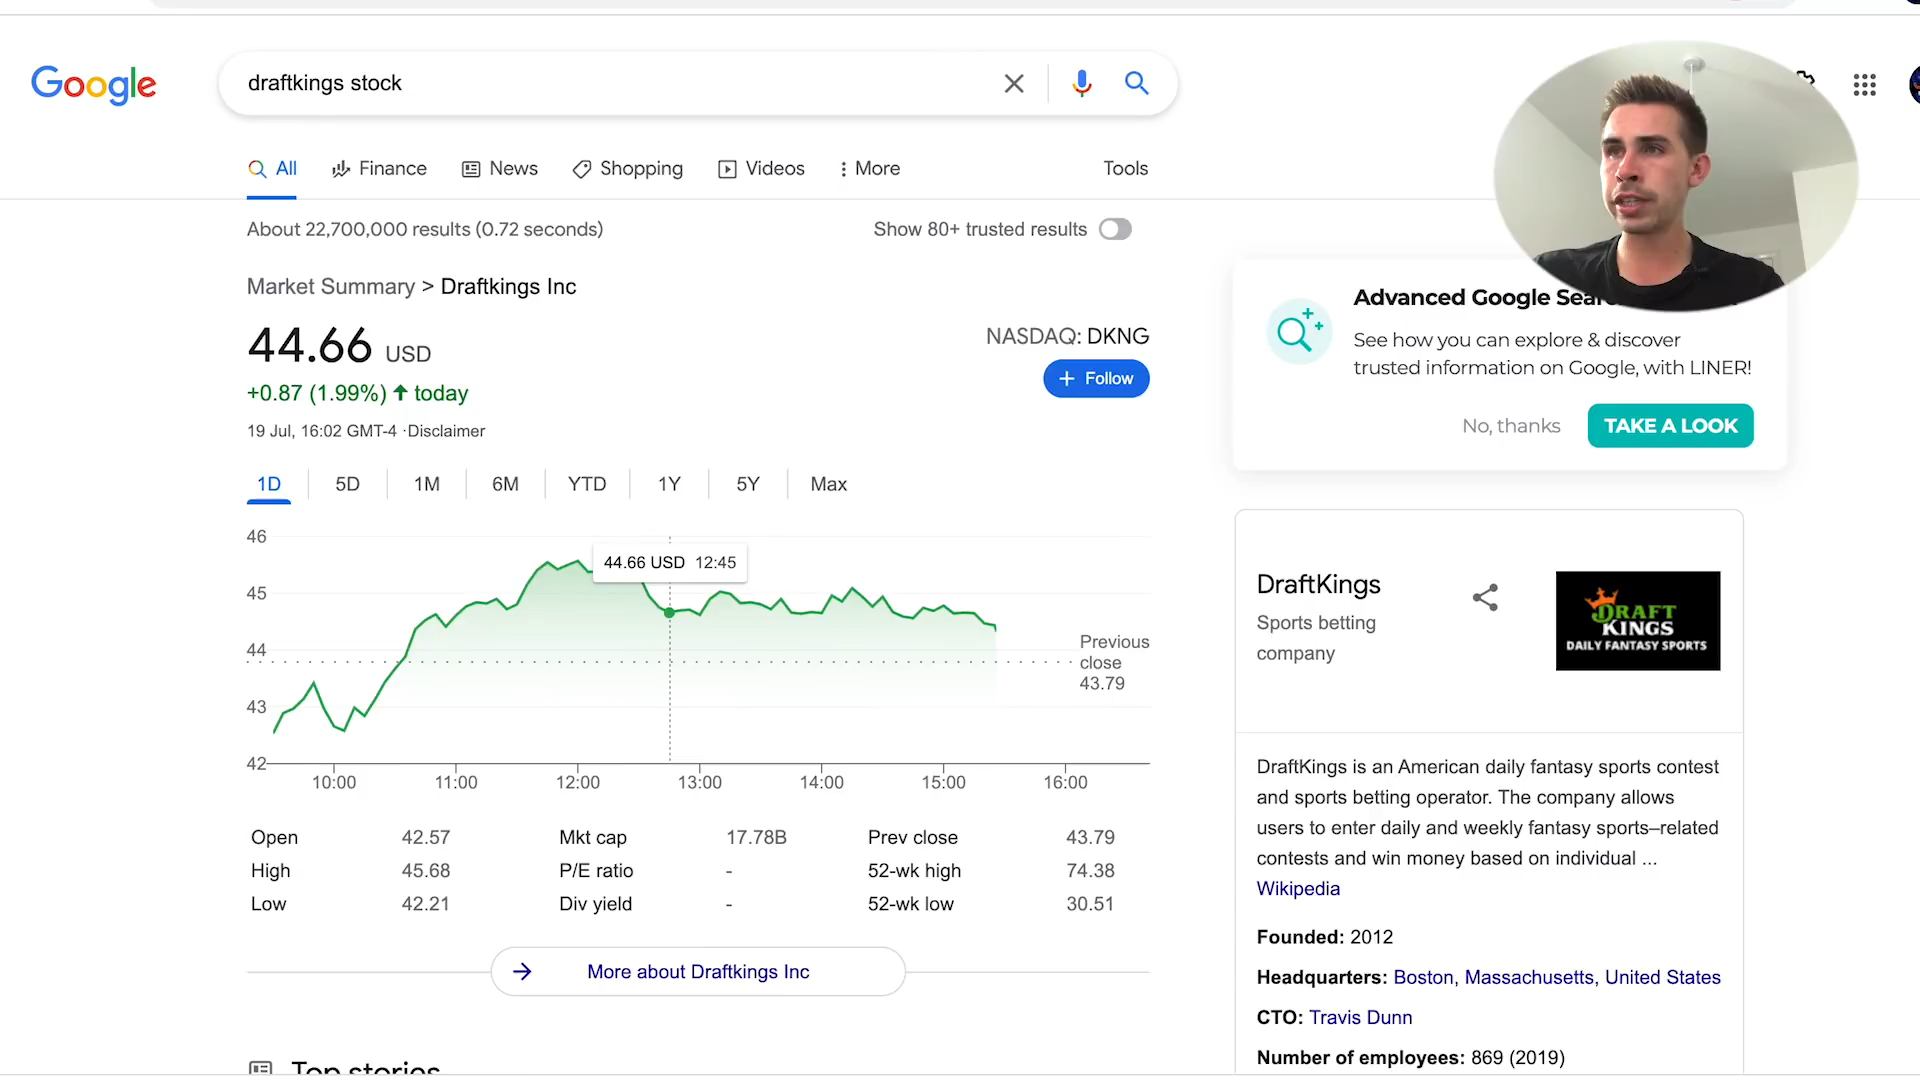 Google
draftkings stock
All
Finance
News
Shopping
Videos
More
Tools
About 22,700,000 results (0.72 seconds)
Show 80+ trusted results
Market Summary > Draftkings Inc
44.66 USD
+0.87 (1.99%) ↑ today
19 Jul, 16:02 GMT-4 ·Disclaimer
NASDAQ: DKNG
+ Follow
1D
5D
1M
6M
YTD
1Y
5Y
Max
46
45
44
43
42
44.66 USD 12:45
Previous
close
43.79
10:00
11:00
12:00
13:00
14:00
15:00
16:00
Open 42.57
Mkt cap 17.78B
Prev close 43.79
High 45.68
P/E ratio -
52-wk high 74.38
Low 42.21
Div yield -
52-wk low 30.51
More about Draftkings Inc
Top stories
Advanced Google
See how you can explore & discover
trusted information on Google, with LINER!
No, thanks
TAKE A LOOK
DraftKings
Sports betting
company
DRAFT
KINGS
DAILY FANTASY SPORTS
DraftKings is an American daily fantasy sports contest
and sports betting operator. The company allows
users to enter daily and weekly fantasy sports–related
contests and win money based on individual ...
Wikipedia
Founded: 2012
Headquarters: Boston, Massachusetts, United States
CTO: Travis Dunn
Number of employees: 869 (2019)